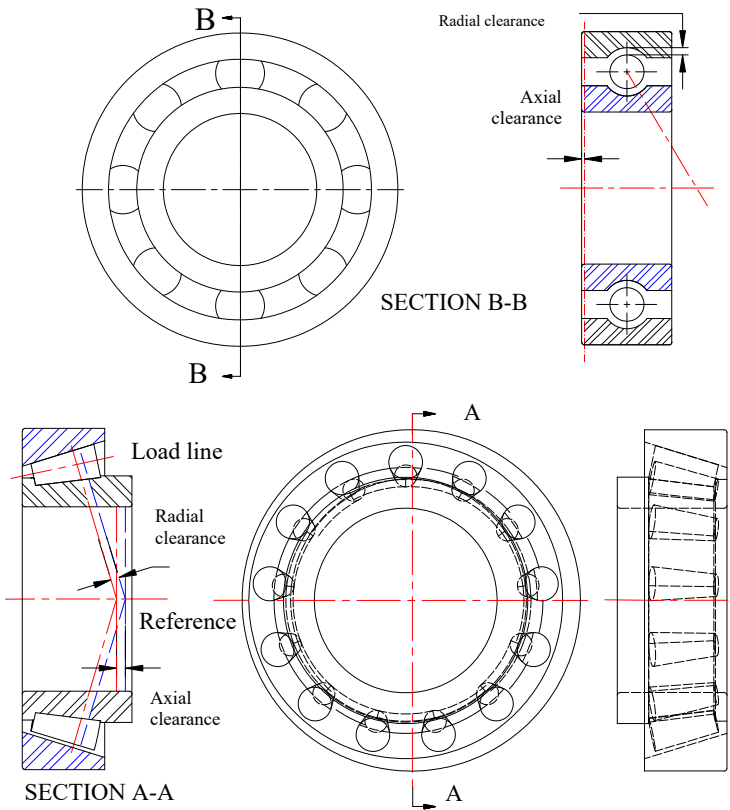 B
Radial clearance
Axial
clearance
SECTION B-B
B
A
Load line
Radial
clearance
Reference
Axial
clearance
SECTION A-A
A